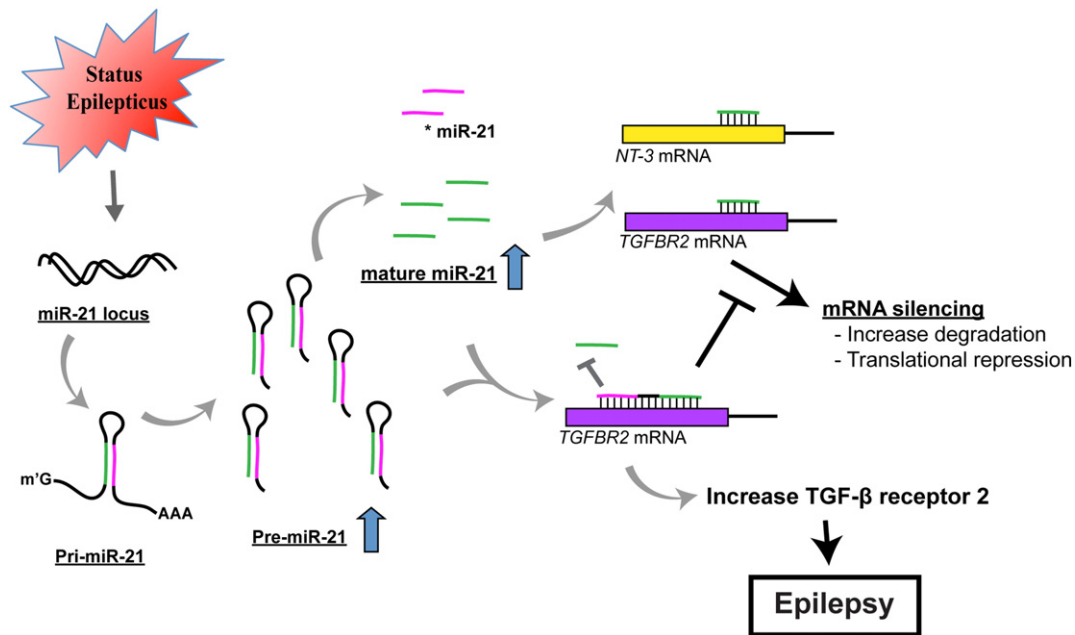 Status
Epilepticus
* miR-21
NT-3 mRNA
TGFBR2 mRNA
miR-21 locus
mature miR-21
mRNA silencing
- Increase degradation
- Translational repression
TGFBR2 mRNA
m'G
AAA
Pri-miR-21
Pre-miR-21
Increase TGF-β receptor 2
Epilepsy